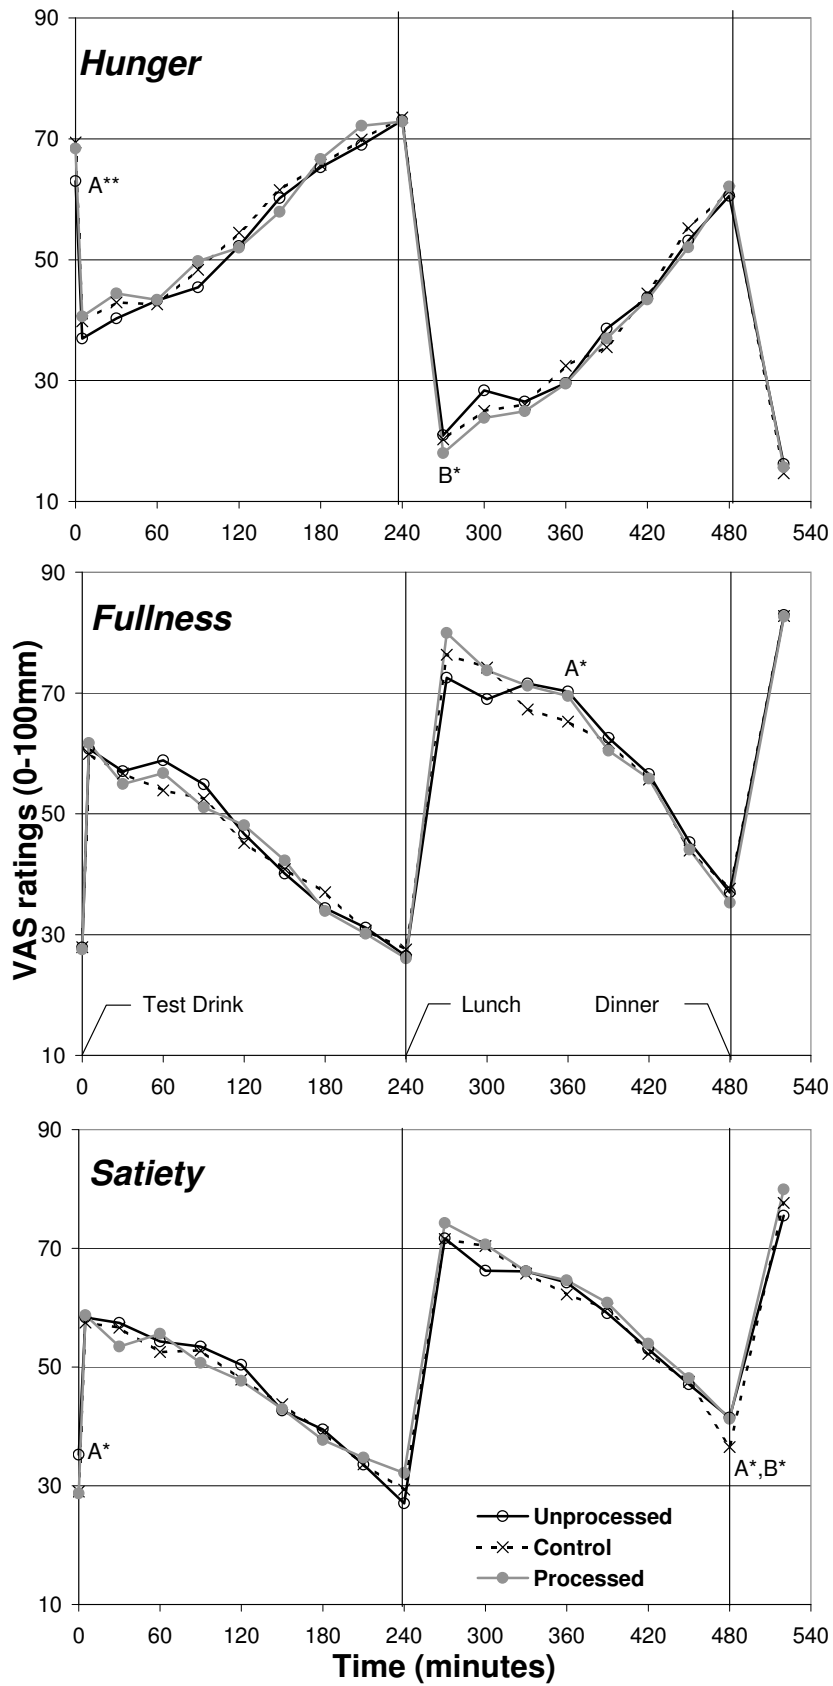 90
Hunger
70
A**
50
30
B*
10
0 60 120 180 240 300 360 420 480 540
90
Fullness
A*
70
50
30
Test Drink Lunch Dinner
10
0 60 120 180 240 300 360 420 480 540
VAS ratings (0-100mm)
90
Satiety
70
50
A*
A*,B*
30
Unprocessed
Control
Processed
10
0 60 120 180 240 300 360 420 480 540
Time (minutes)